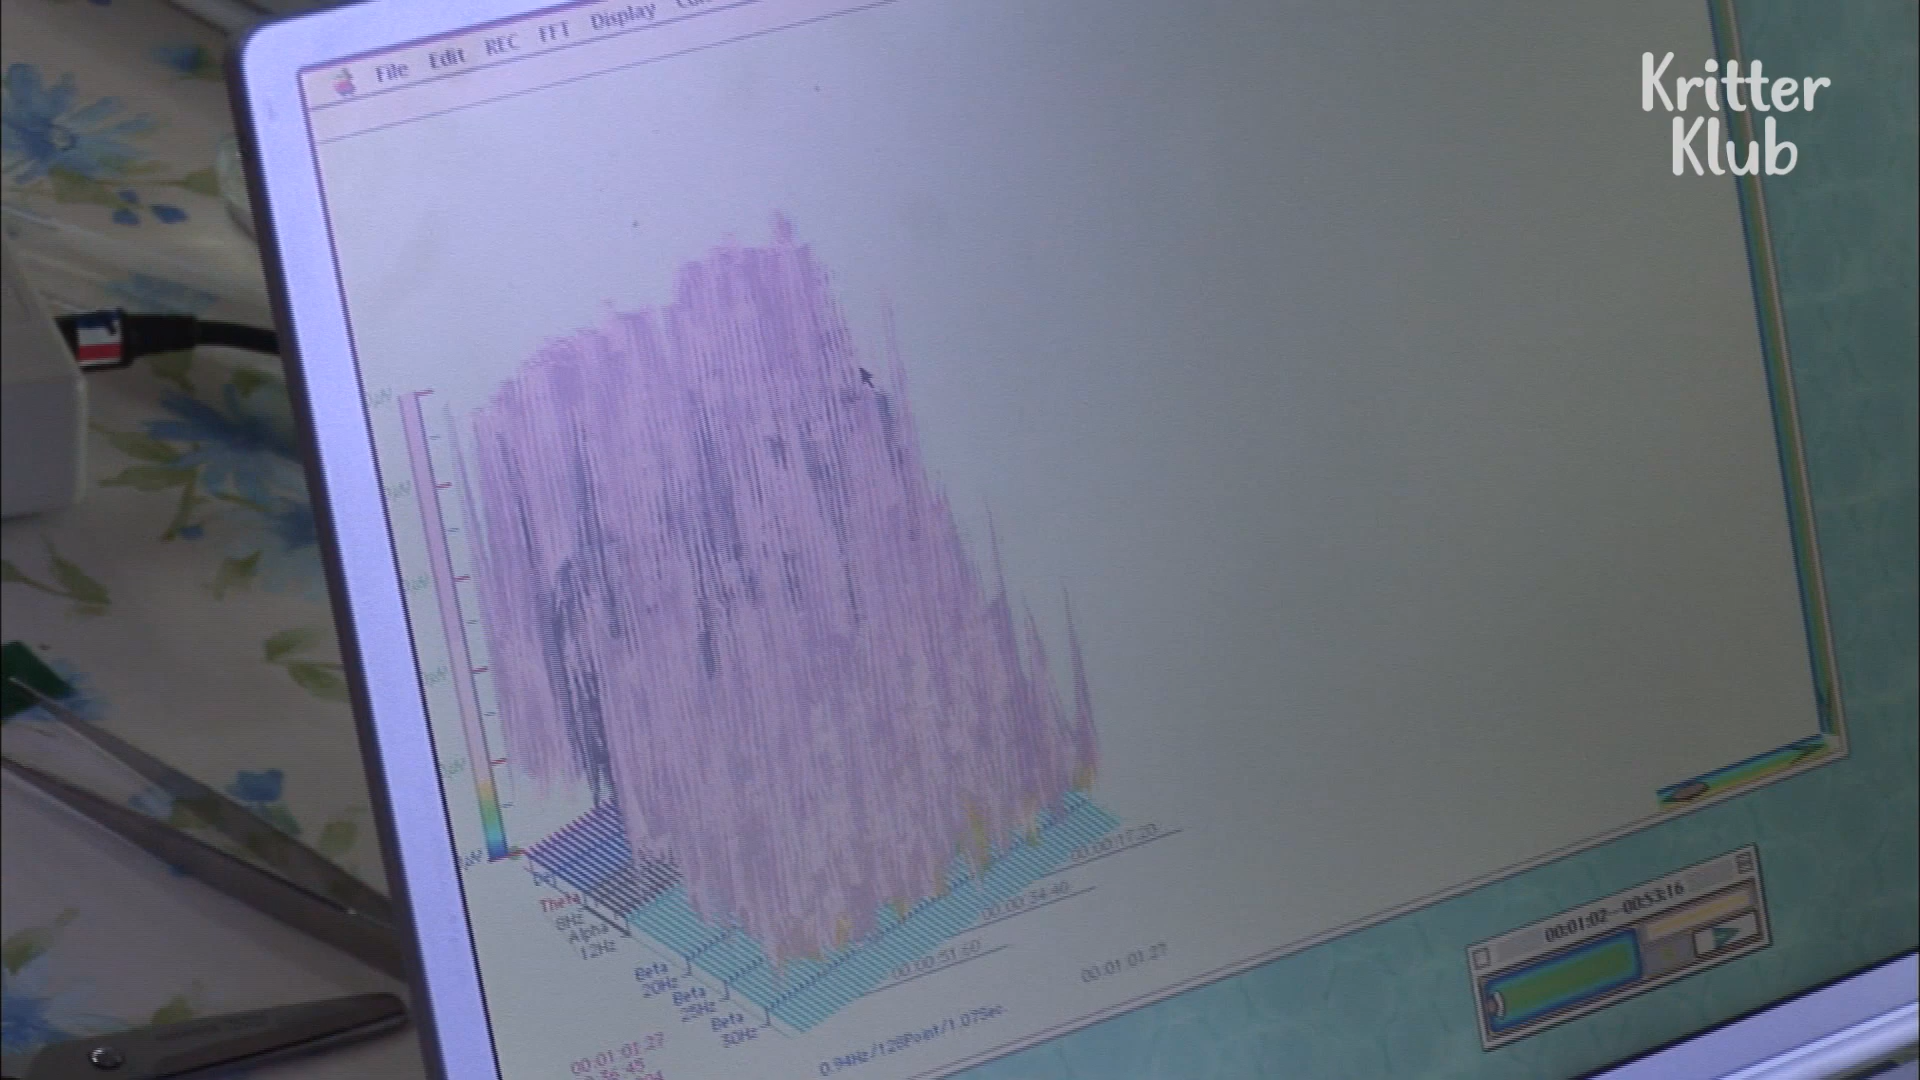 Kritter
Klub
File Edit REC FFT Display
Theta
8Hz
Alpha
12Hz
Beta
20Hz
Beta
25Hz
Beta
30Hz
00:00:17.20
00:00:34.40
00:00:51.60
00:01:01.27
00:01:01.27
0.94Hz/128Point/1.07Sec.
00:01:02—00:53:16